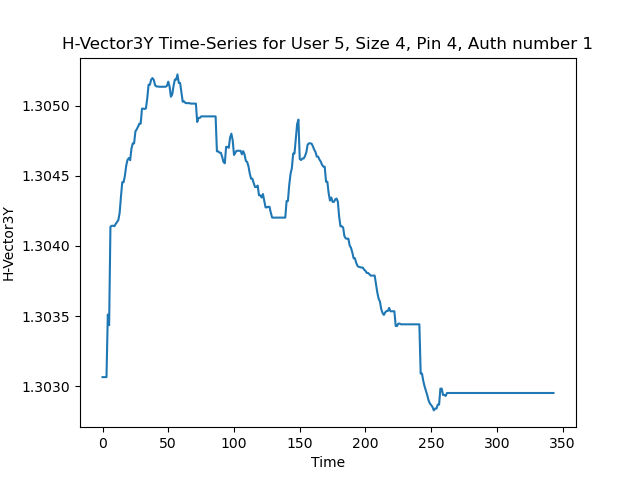 H-Vector3Y Time-Series for User 5, Size 4, Pin 4, Auth number 1
H-Vector3Y
1.3050
1.3045
1.3040
1.3035
1.3030
0 50 100 150 200 250 300 350
Time